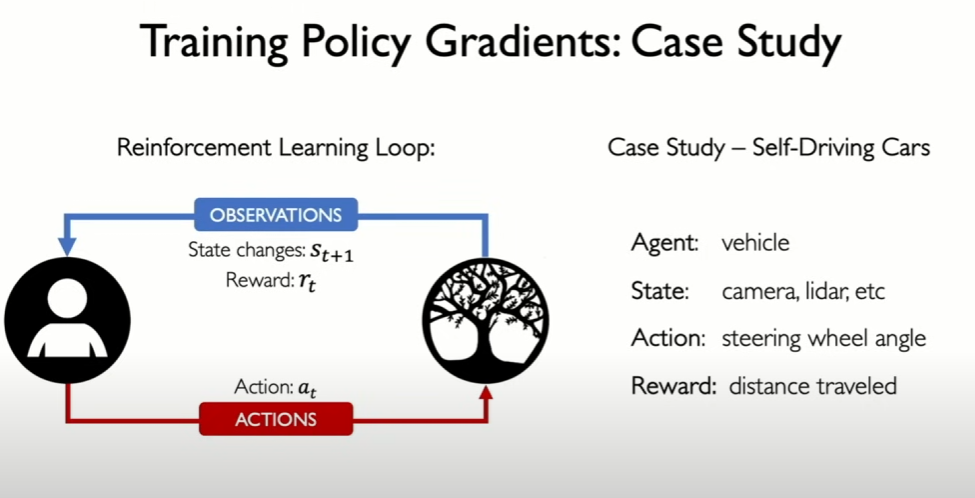 Training Policy Gradients: Case Study
Reinforcement Learning Loop:
OBSERVATIONS
State changes: s_{t+1}
Reward: r_t
Action: a_t
ACTIONS
Case Study – Self-Driving Cars
Agent: vehicle
State: camera, lidar, etc
Action: steering wheel angle
Reward: distance traveled